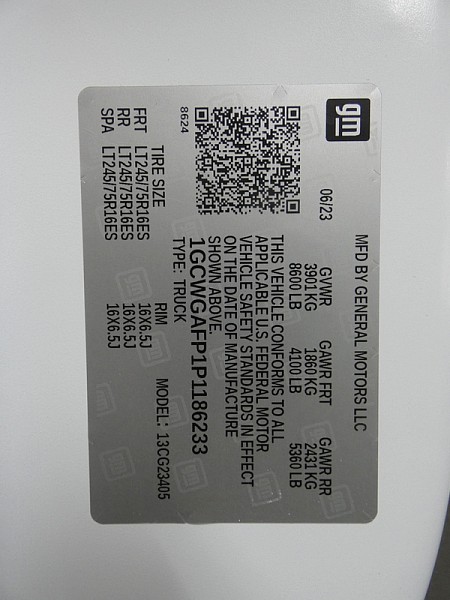 gm
MFD BY GENERAL MOTORS LLC
06/23 GVWR GAWR FRT GAWR RR
3901 KG 1860 KG 2431 KG
8600 LB 4100 LB 5360 LB
THIS VEHICLE CONFORMS TO ALL
APPLICABLE U.S. FEDERAL MOTOR
VEHICLE SAFETY STANDARDS IN EFFECT
ON THE DATE OF MANUFACTURE
SHOWN ABOVE.
1GCWGAFP1P1186233
TYPE: TRUCK
8624
MODEL: 13CG23405
TIRE SIZE RIM
FRT LT245/75R16ES 16X6.5J
RR LT245/75R16ES 16X6.5J
SPA LT245/75R16ES 16X6.5J